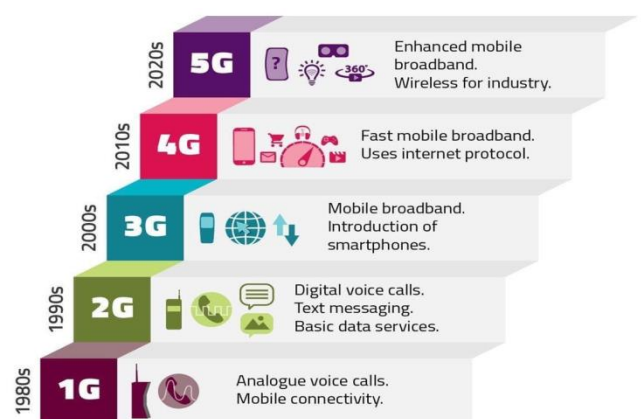 2020s
5G
?
360°
Enhanced mobile
broadband.
Wireless for industry.
2010s
4G
Fast mobile broadband.
Uses internet protocol.
2000s
3G
Mobile broadband.
Introduction of
smartphones.
1990s
2G
Digital voice calls.
Text messaging.
Basic data services.
1980s
1G
Analogue voice calls.
Mobile connectivity.